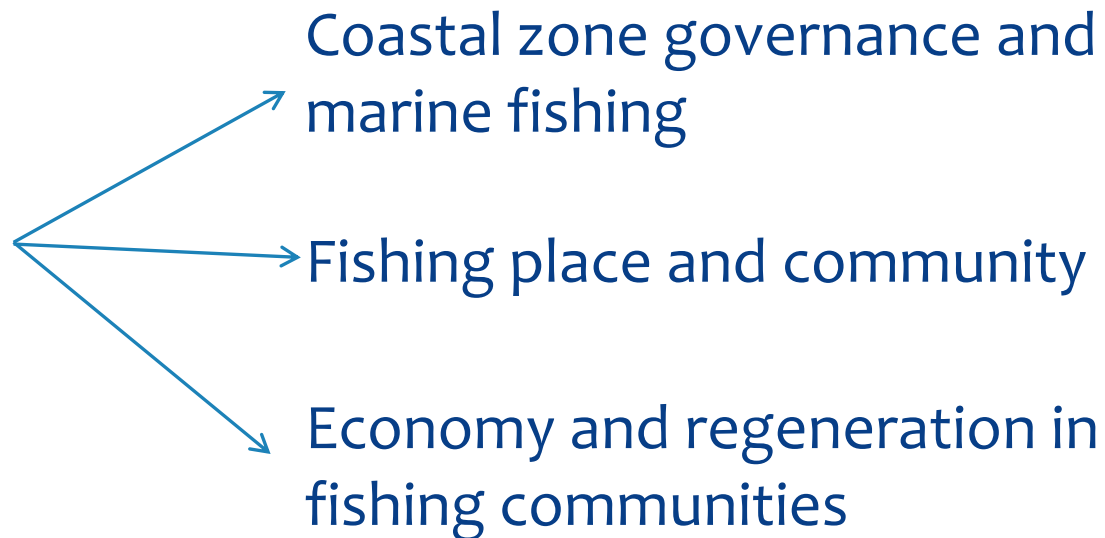 Coastal zone governance and
marine fishing
Fishing place and community
Economy and regeneration in
fishing communities